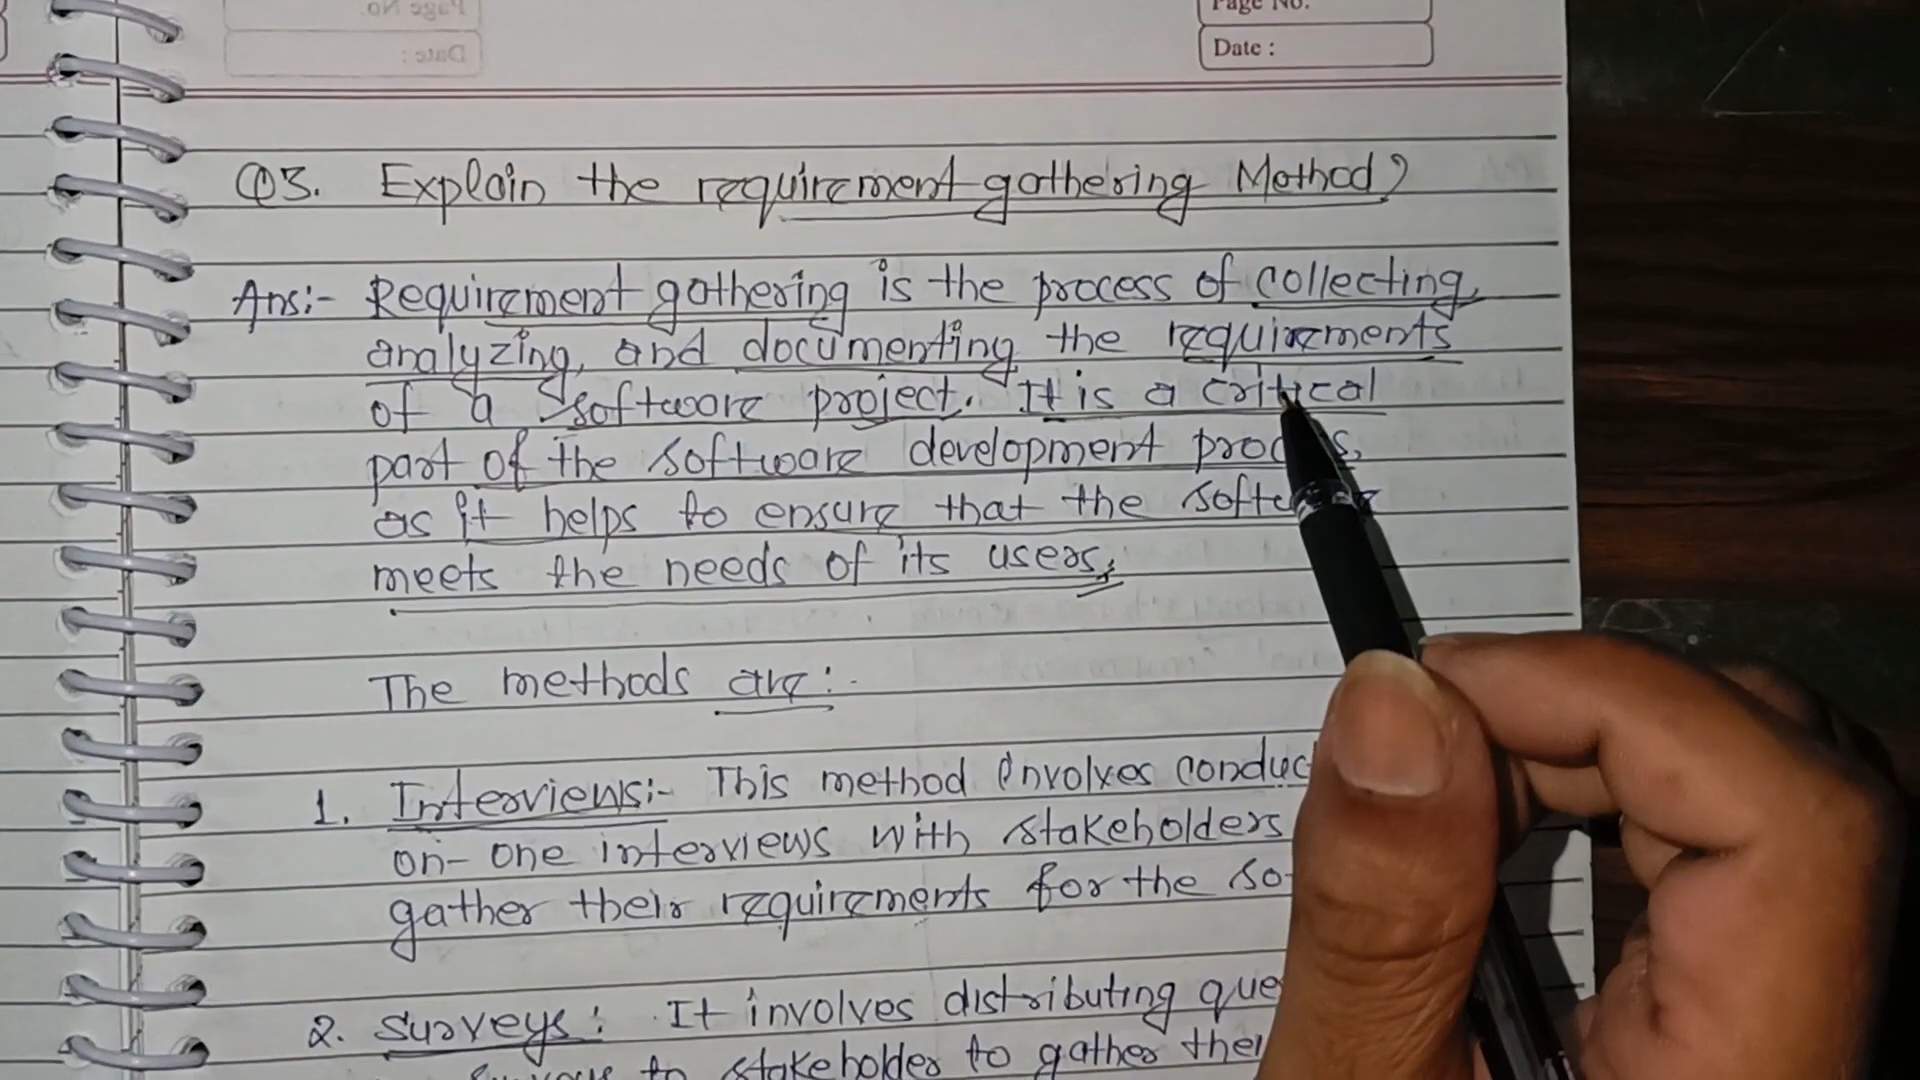 Page No.
Date :
Q3. Explain the requirement gathering Method?
Ans:- Requirement gathering is the process of collecting,
analyzing, and documenting the requirements
of a software project. It is a critical
part of the software development
as it helps to ensure that the
meets the needs of its users.
The methods are:-
1. Interviews:- This method involves
on-one interviews with stakeholders
gather their requirements for the
2. Surveys: It involves distributing
to stakeholder to gather